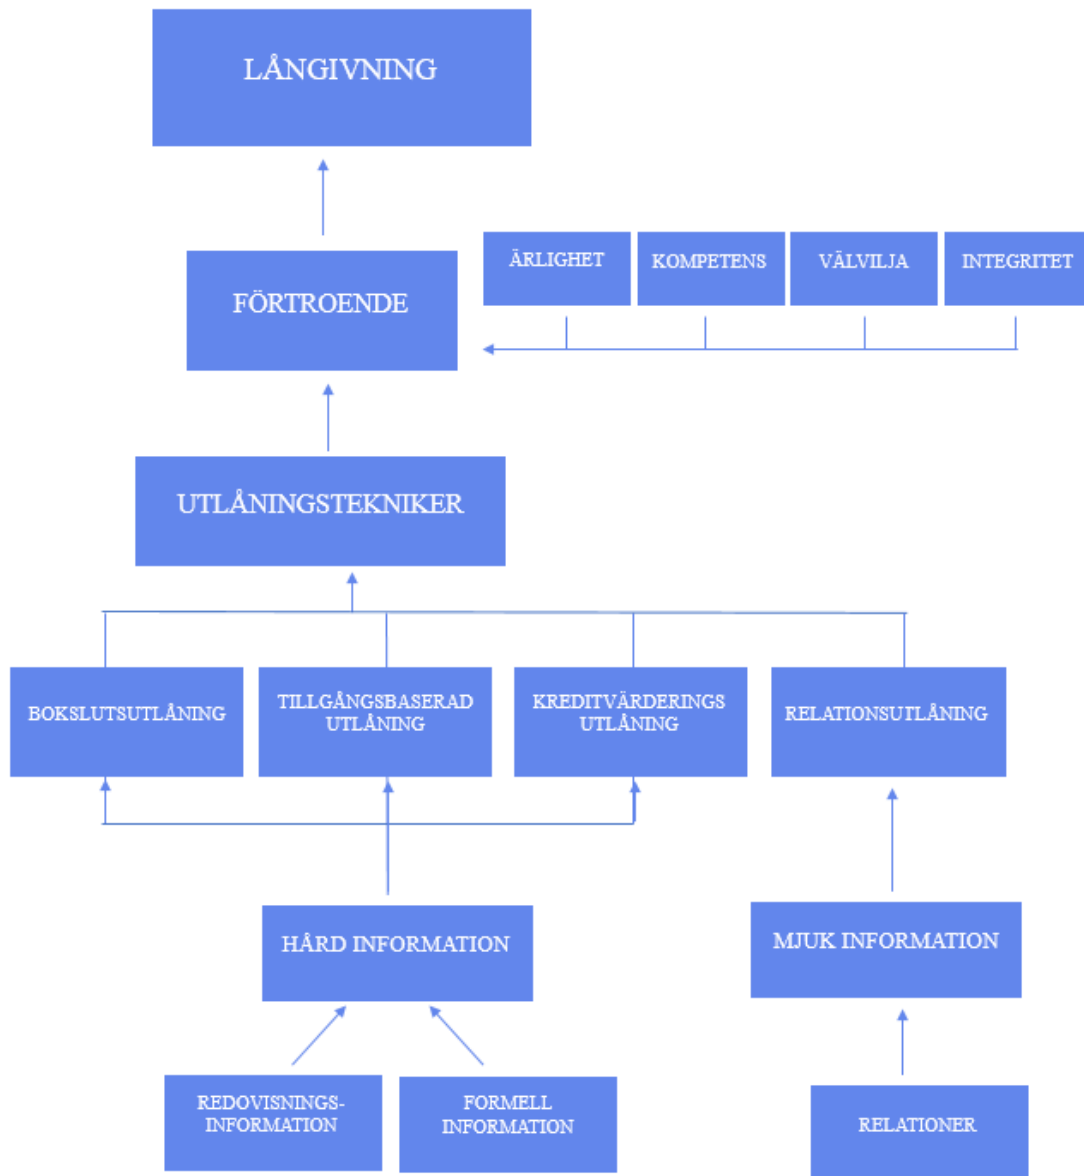 LÅNGIVNING
FÖRTROENDE
ÄRLIGHET
KOMPETENS
VÄLVILJA
INTEGRITET
UTLÅNINGSTEKNIKER
BOKSLUTSUTLÅNING
TILLGÅNGSBASERAD
UTLÅNING
KREDITVÄRDERINGS
UTLÅNING
RELATIONSUTLÅNING
HÅRD INFORMATION
MJUK INFORMATION
REDOVISNINGS-
INFORMATION
FORMELL
INFORMATION
RELATIONER